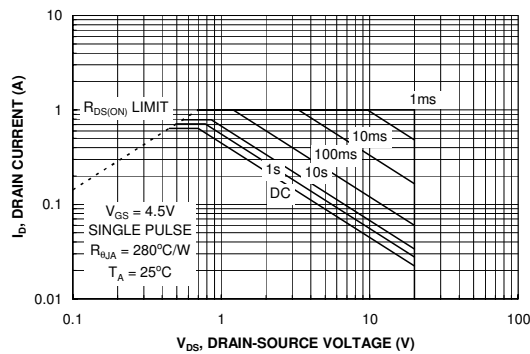 10
1
0.1
0.01
I_D, DRAIN CURRENT (A)
R_DS(ON) LIMIT
1ms
10ms
100ms
1s
10s
DC
V_GS = 4.5V
SINGLE PULSE
R_θJA = 280°C/W
T_A = 25°C
0.1
1
10
100
V_DS, DRAIN-SOURCE VOLTAGE (V)